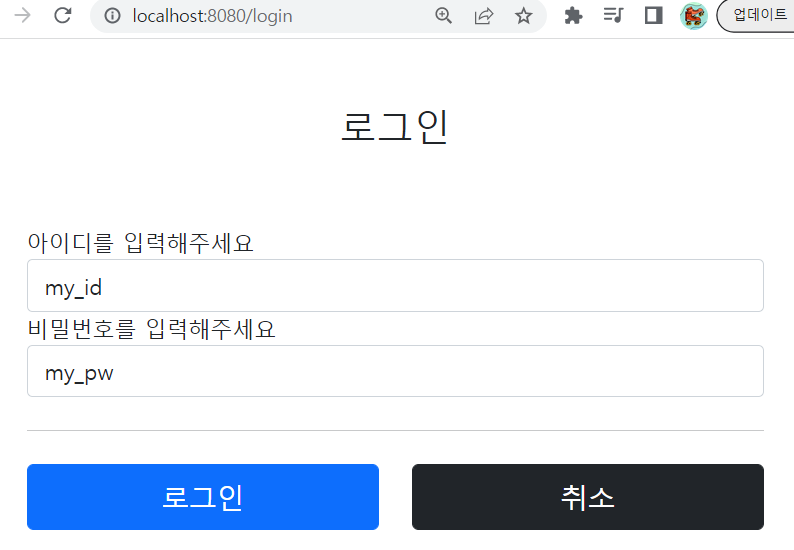 localhost:8080/login
업데이트
로그인
아이디를 입력해주세요
my_id
비밀번호를 입력해주세요
my_pw
로그인 취소